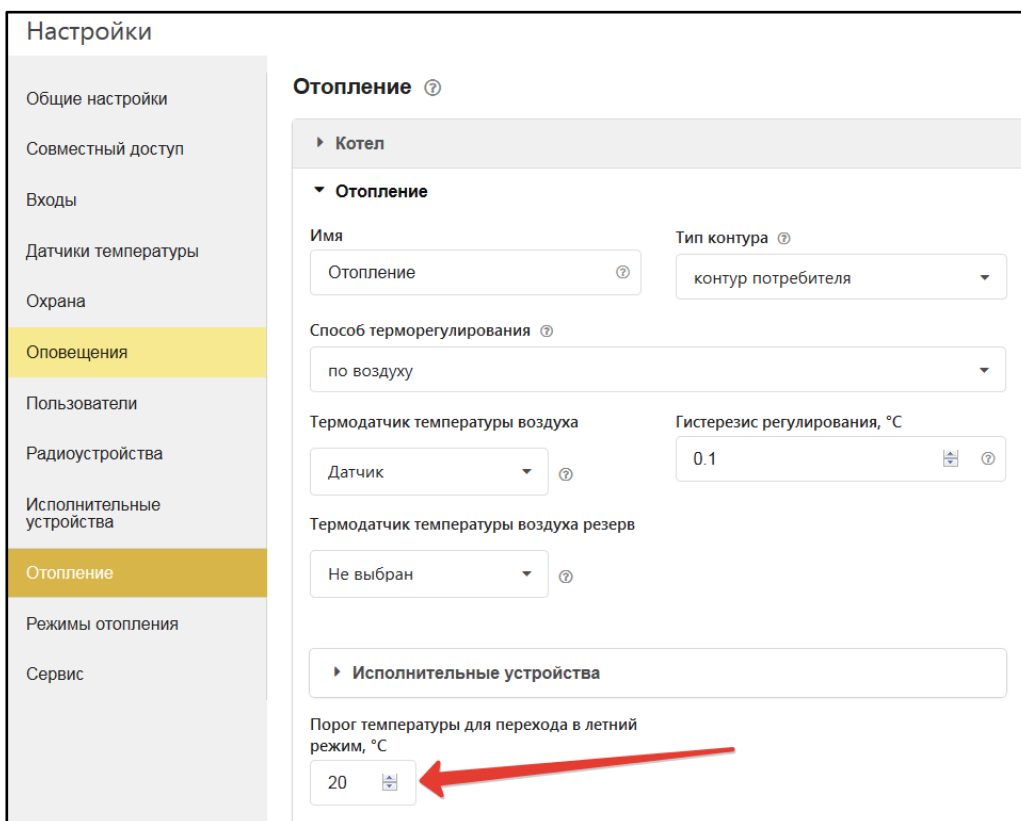 Настройки
Общие настройки
Совместный доступ
Входы
Датчики температуры
Охрана
Оповещения
Пользователи
Радиоустройства
Исполнительные
устройства
Отопление
Режимы отопления
Сервис
Отопление ?
Котел
Отопление
Имя
Отопление ?
Тип контура ?
контур потребителя
Способ терморегулирования ?
по воздуху
Термодатчик температуры воздуха
Датчик ?
Гистерезис регулирования, °C
0.1 ?
Термодатчик температуры воздуха резерв
Не выбран ?
Исполнительные устройства
Порог температуры для перехода в летний
режим, °C
20